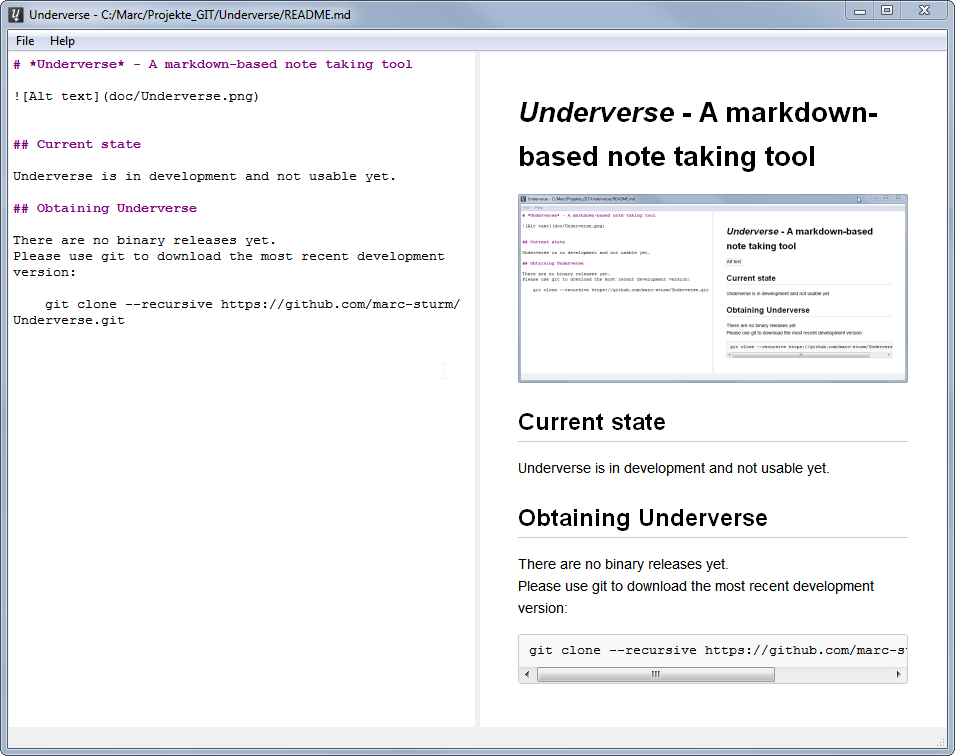 Underverse - C:/Marc/Projekte_GIT/Underverse/README.md
File Help
# *Underverse* - A markdown-based note taking tool
![Alt text](doc/Underverse.png)
## Current state
Underverse is in development and not usable yet.
## Obtaining Underverse
There are no binary releases yet.
Please use git to download the most recent development
version:
git clone --recursive https://github.com/marc-sturm/
Underverse.git
Underverse - A markdown-
based note taking tool
Underverse - C:/Marc/Projekte_GIT/Underverse/README.md
File Help
# *Underverse* - A markdown-based note taking tool
![Alt text](doc/Underverse.png)
## Current state
Underverse is in development and not usable yet.
## Obtaining Underverse
There are no binary releases yet.
Please use git to download the most recent development version:
git clone --recursive https://github.com/marc-sturm/Underverse.git
Underverse - A markdown-based
note taking tool
Alt text
Current state
Underverse is in development and not usable yet.
Obtaining Underverse
There are no binary releases yet.
Please use git to download the most recent development version:
git clone --recursive https://github.com/marc-sturm/Underverse
Current state
Underverse is in development and not usable yet.
Obtaining Underverse
There are no binary releases yet.
Please use git to download the most recent development
version:
git clone --recursive https://github.com/marc-st